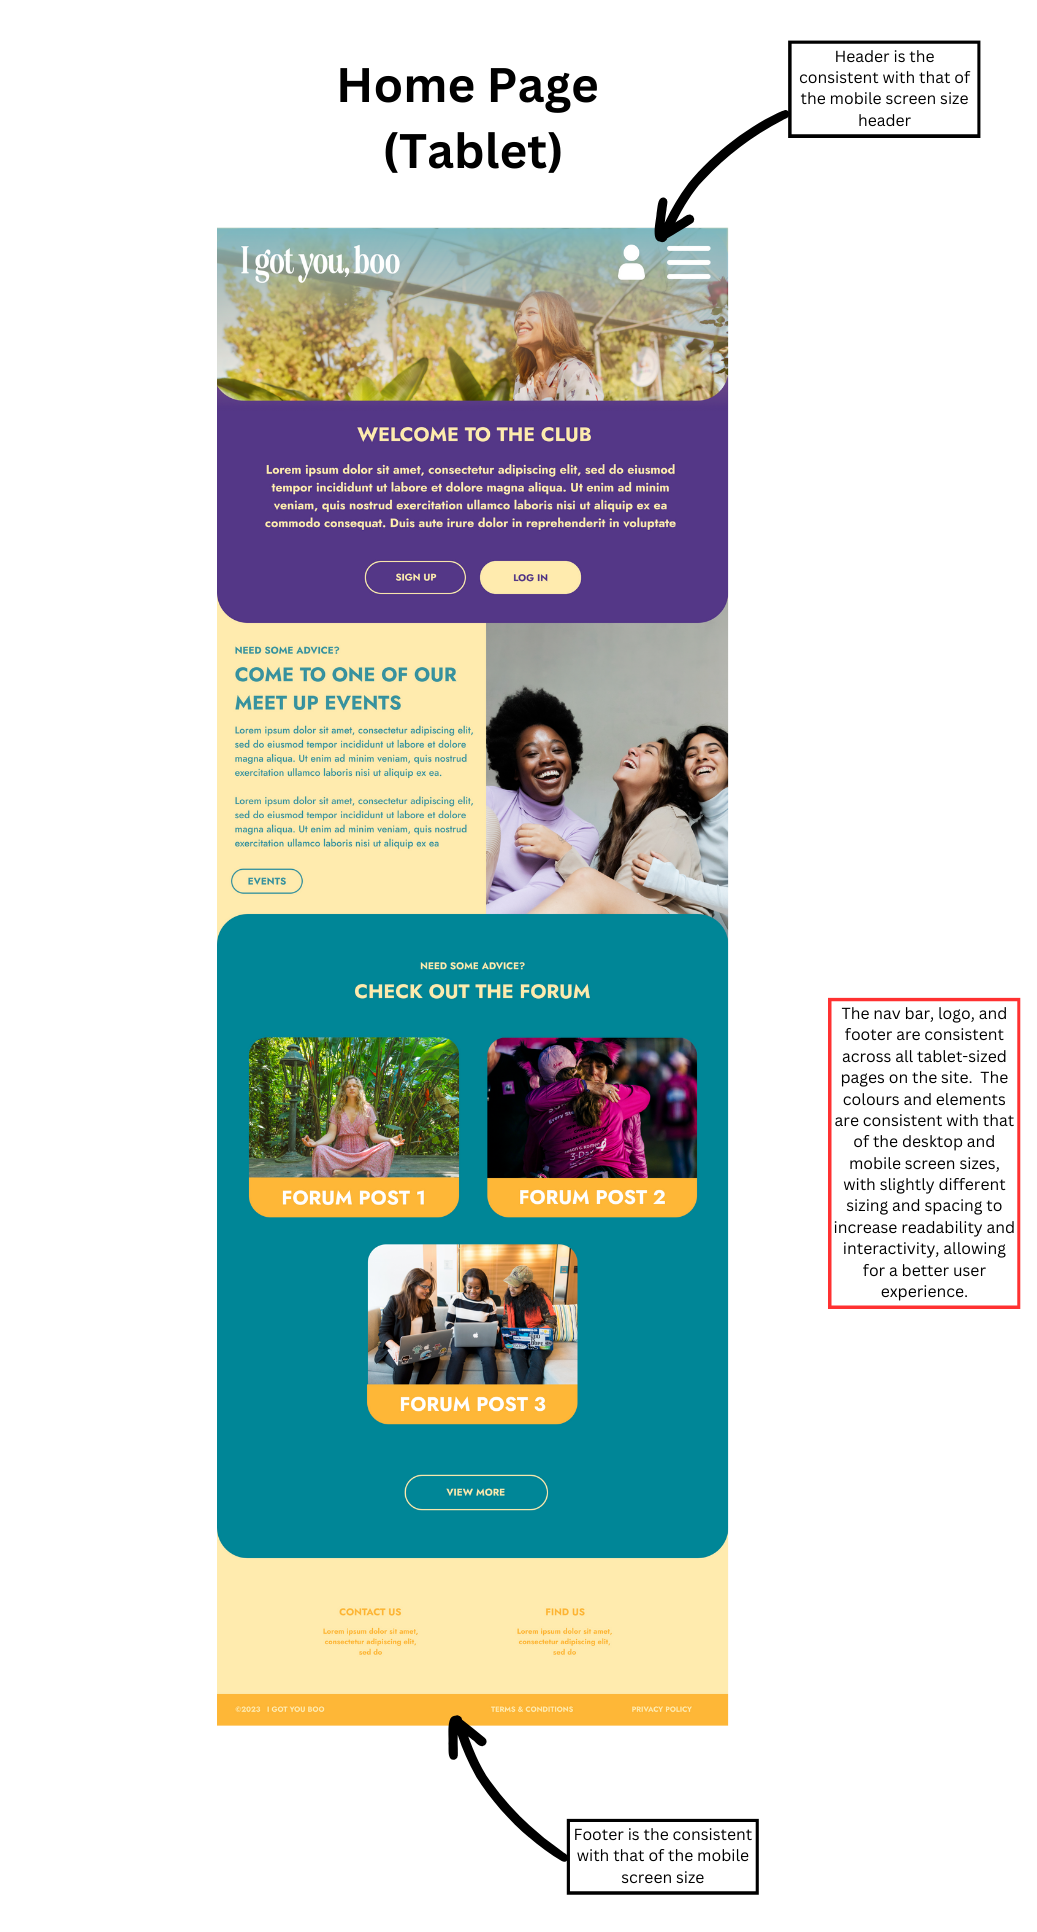 Home Page
(Tablet)
Header is the
consistent with that of
the mobile screen size
header
I got you, boo
WELCOME TO THE CLUB
Lorem ipsum dolor sit amet, consectetur adipiscing elit, sed do eiusmod
tempor incididunt ut labore et dolore magna aliqua. Ut enim ad minim
veniam, quis nostrud exercitation ullamco laboris nisi ut aliquip ex ea
commodo consequat. Duis aute irure dolor in reprehenderit in voluptate
SIGN UP
LOG IN
NEED SOME ADVICE?
COME TO ONE OF OUR
MEET UP EVENTS
Lorem ipsum dolor sit amet, consectetur adipiscing elit,
sed do eiusmod tempor incididunt ut labore et dolore
magna aliqua. Ut enim ad minim veniam, quis nostrud
exercitation ullamco laboris nisi ut aliquip ex ea.
Lorem ipsum dolor sit amet, consectetur adipiscing elit,
sed do eiusmod tempor incididunt ut labore et dolore
magna aliqua. Ut enim ad minim veniam, quis nostrud
exercitation ullamco laboris nisi ut aliquip ex ea
EVENTS
NEED SOME ADVICE?
CHECK OUT THE FORUM
FORUM POST 1
FORUM POST 2
FORUM POST 3
VIEW MORE
The nav bar, logo, and
footer are consistent
across all tablet-sized
pages on the site. The
colours and elements
are consistent with that
of the desktop and
mobile screen sizes,
with slightly different
sizing and spacing to
increase readability and
interactivity, allowing
for a better user
experience.
CONTACT US
Lorem ipsum dolor sit amet,
consectetur adipiscing elit,
sed do
FIND US
Lorem ipsum dolor sit amet,
consectetur adipiscing elit,
sed do
©2023 I GOT YOU BOO
TERMS & CONDITIONS
PRIVACY POLICY
Footer is the consistent
with that of the mobile
screen size